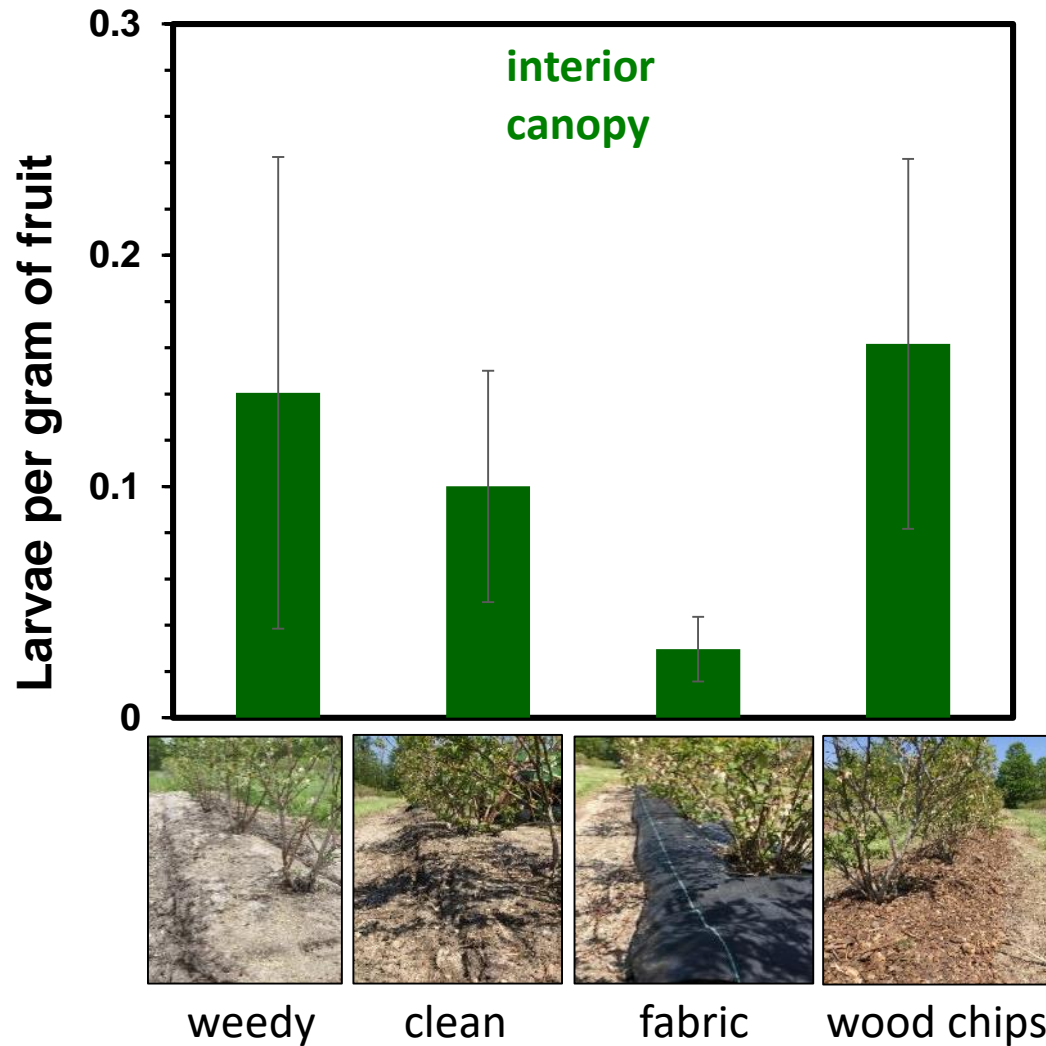 interior
canopy
Larvae per gram of fruit
0.3
0.2
0.1
0
weedy
clean
fabric
wood chips